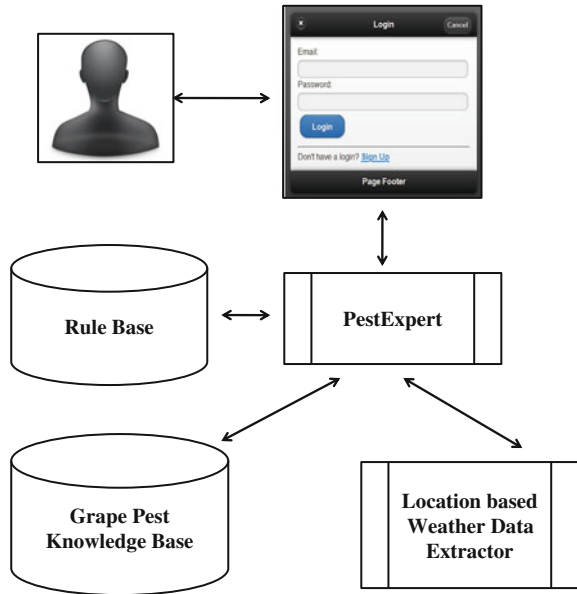 Login
Cancel
Email:
Password:
Login
Don't have a login? Sign Up
Page Footer
Rule Base
PestExpert
Grape Pest
Knowledge Base
Location based
Weather Data
Extractor